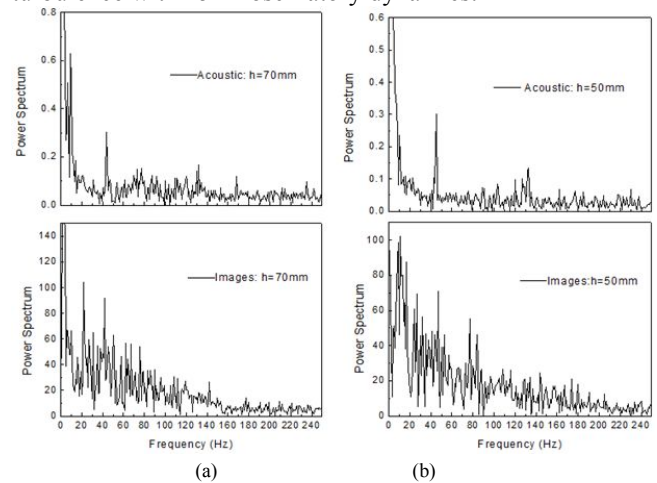 with
0.8
0.6
0.4
0.2
0.0
Power Spectrum
Acoustic: h=70mm
0.6
0.5
0.4
0.3
0.2
0.1
0.0
Power Spectrum
Acoustic: h=50mm
140
120
100
80
60
40
20
0
Power Spectrum
Images: h=70mm
0 20 40 60 80 100 120 140 160 180 200 220 240
Frequency (Hz)
100
80
60
40
20
0
Power Spectrum
Images:h=50mm
0 20 40 60 80 100 120 140 160 180 200 220 240
Frequency (Hz)
(a) (b)